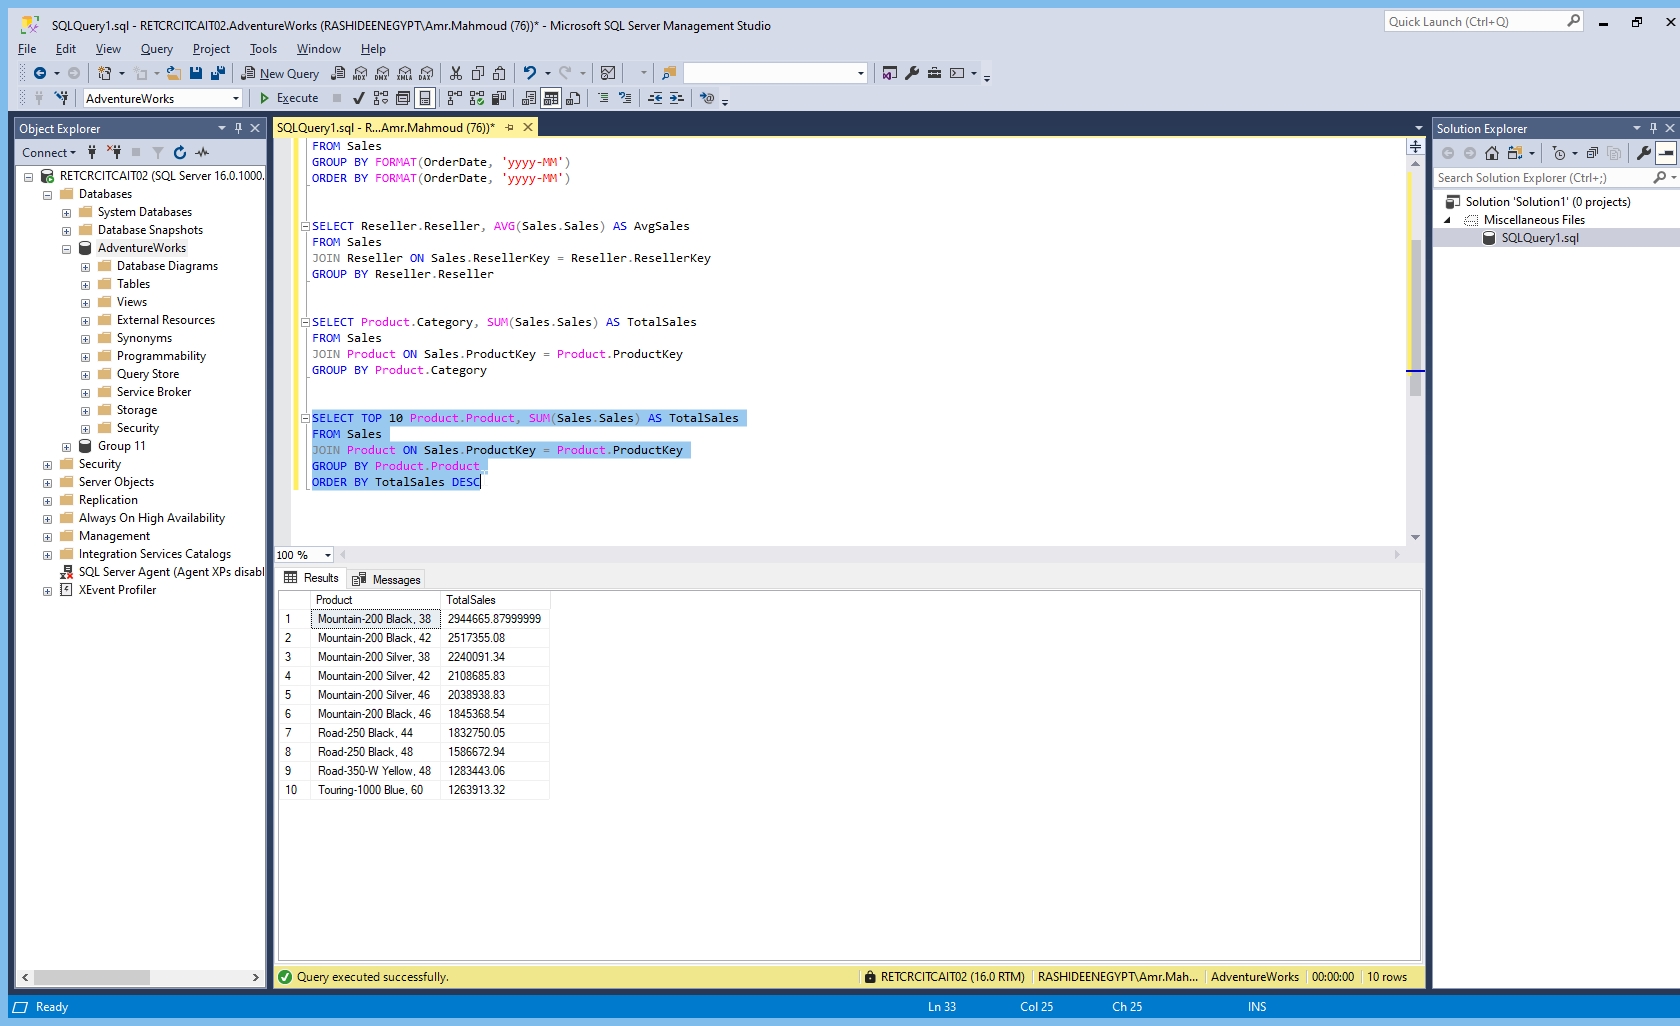 SQLQuery1.sql - RETCRCITCAIT02.AdventureWorks (RASHIDEENEGYPT\Amr.Mahmoud (76))* - Microsoft SQL Server Management Studio
Quick Launch (Ctrl+Q)
File Edit View Query Project Tools Window Help
New Query MDX DMX XMLA DAX
AdventureWorks Execute
Object Explorer
Connect
RETCRCITCAIT02 (SQL Server 16.0.1000.
Databases
System Databases
Database Snapshots
AdventureWorks
Database Diagrams
Tables
Views
External Resources
Synonyms
Programmability
Query Store
Service Broker
Storage
Security
Group 11
Security
Server Objects
Replication
Always On High Availability
Management
Integration Services Catalogs
SQL Server Agent (Agent XPs disabl
XEvent Profiler
SQLQuery1.sql - R...Amr.Mahmoud (76))*
FROM Sales
GROUP BY FORMAT(OrderDate, 'yyyy-MM')
ORDER BY FORMAT(OrderDate, 'yyyy-MM')
SELECT Reseller.Reseller, AVG(Sales.Sales) AS AvgSales
FROM Sales
JOIN Reseller ON Sales.ResellerKey = Reseller.ResellerKey
GROUP BY Reseller.Reseller
SELECT Product.Category, SUM(Sales.Sales) AS TotalSales
FROM Sales
JOIN Product ON Sales.ProductKey = Product.ProductKey
GROUP BY Product.Category
SELECT TOP 10 Product.Product, SUM(Sales.Sales) AS TotalSales
FROM Sales
JOIN Product ON Sales.ProductKey = Product.ProductKey
GROUP BY Product.Product
ORDER BY TotalSales DESC
100 %
Results Messages
Product TotalSales
1 Mountain-200 Black, 38 2944665.87999999
2 Mountain-200 Black, 42 2517355.08
3 Mountain-200 Silver, 38 2240091.34
4 Mountain-200 Silver, 42 2108685.83
5 Mountain-200 Silver, 46 2038938.83
6 Mountain-200 Black, 46 1845368.54
7 Road-250 Black, 44 1832750.05
8 Road-250 Black, 48 1586672.94
9 Road-350-W Yellow, 48 1283443.06
10 Touring-1000 Blue, 60 1263913.32
Query executed successfully. RETCRCITCAIT02 (16.0 RTM) RASHIDEENEGYPT\Amr.Mah... AdventureWorks 00:00:00 10 rows
Solution Explorer
Search Solution Explorer (Ctrl+;)
Solution 'Solution1' (0 projects)
Miscellaneous Files
SQLQuery1.sql
Ready Ln 33 Col 25 Ch 25 INS